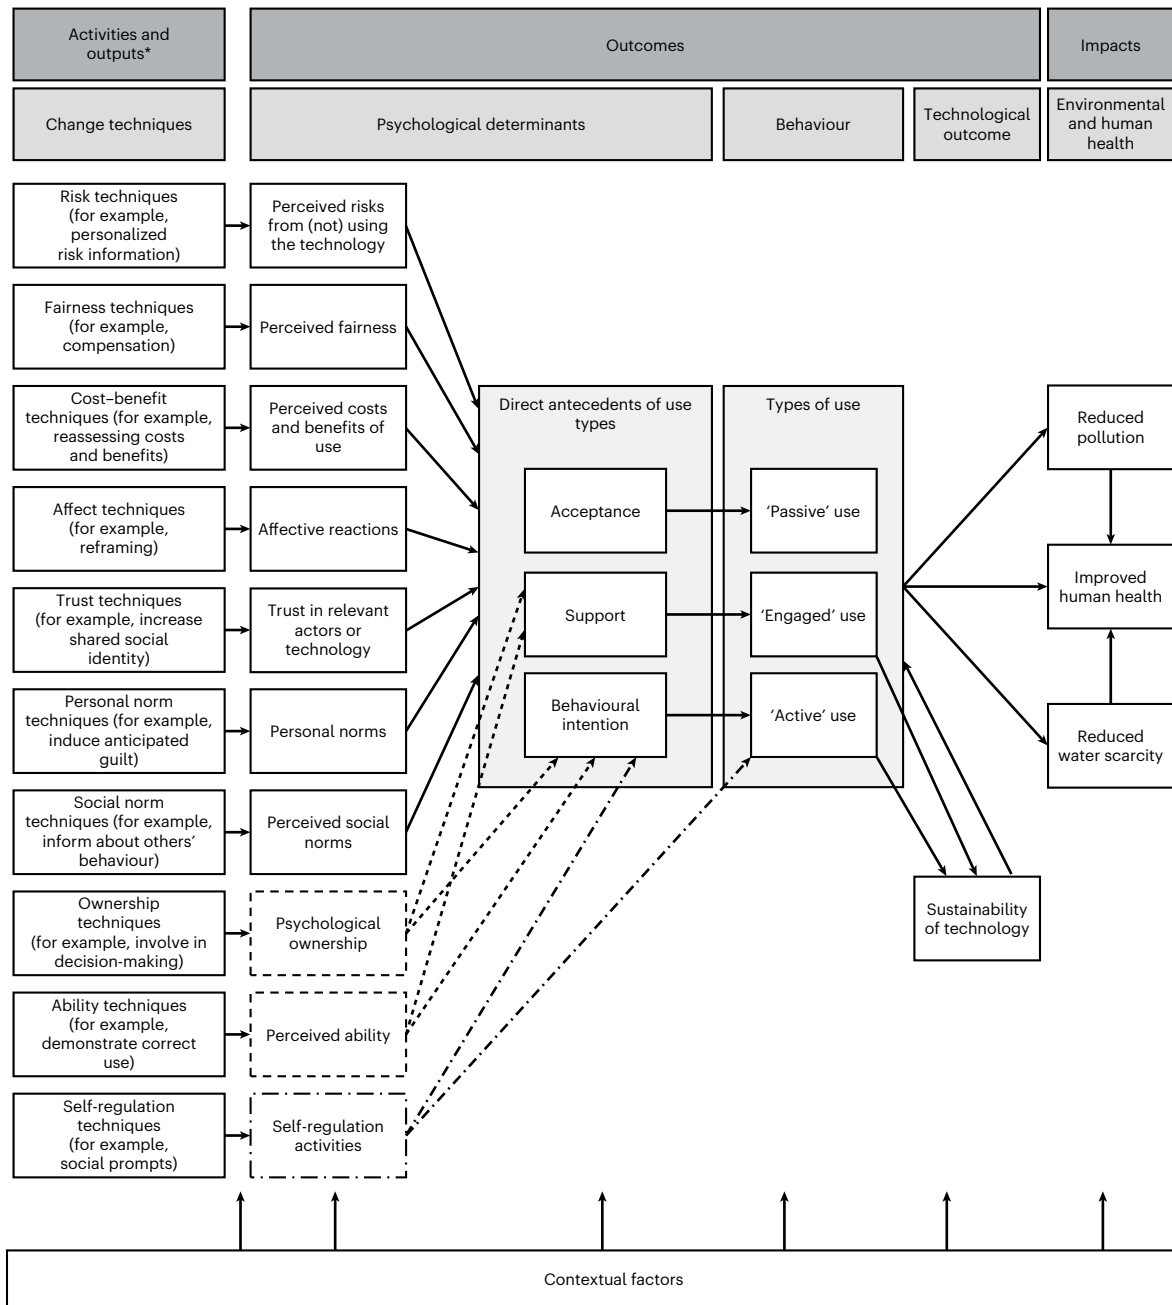 Activities and
outputs*
Outcomes
Impacts
Change techniques
Psychological determinants
Behaviour
Technological
outcome
Environmental
and human
health
Risk techniques
(for example,
personalized
risk information)
Perceived risks
from (not) using
the technology
Fairness techniques
(for example,
compensation)
Perceived fairness
Cost–benefit
techniques (for example,
reassessing costs
and benefits)
Perceived costs
and benefits of
use
Direct antecedents of use
types
Types of use
Reduced
pollution
Affect techniques
(for example,
reframing)
Affective reactions
Acceptance
‘Passive’ use
Improved
human health
Trust techniques
(for example, increase
shared social
identity)
Trust in relevant
actors or
technology
Support
‘Engaged’ use
Personal norm
techniques (for example,
induce anticipated
guilt)
Personal norms
Behavioural
intention
‘Active’ use
Reduced
water scarcity
Social norm
techniques (for example,
inform about others’
behaviour)
Perceived social
norms
Ownership
techniques
(for example, involve in
decision-making)
Psychological
ownership
Sustainability
of technology
Ability techniques
(for example,
demonstrate correct
use)
Perceived ability
Self-regulation
techniques
(for example,
social prompts)
Self-regulation
activities
Contextual factors